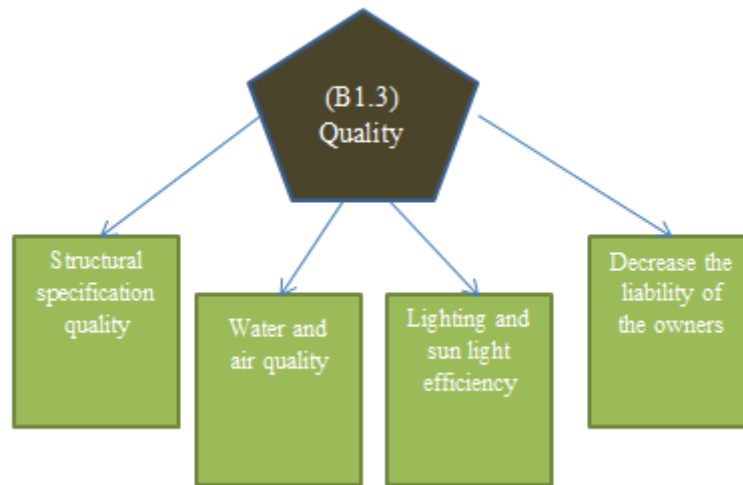 (B1.3)
Quality
Structural
specification
quality
Water and
air quality
Lighting and
sun light
efficiency
Decrease the
liability of
the owners